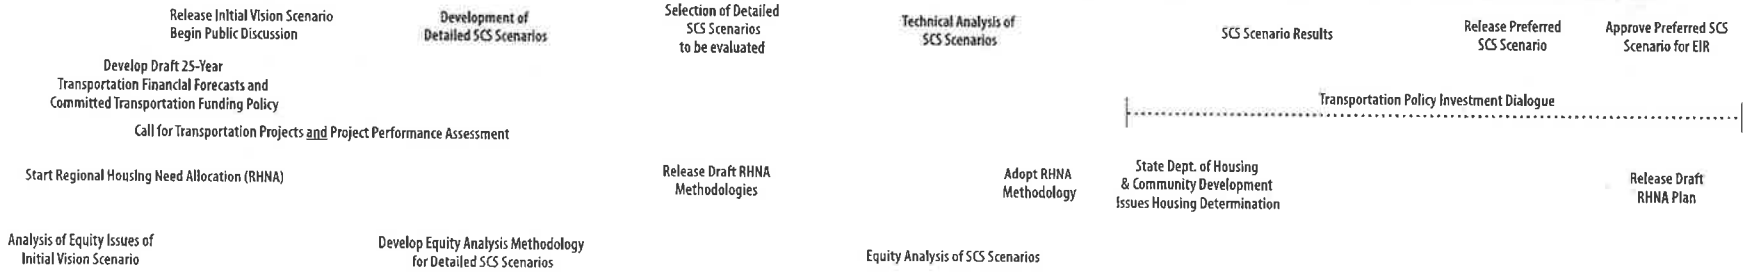 Release Initial Vision Scenario
Begin Public Discussion
Development of
Detailed SCS Scenarios
Selection of Detailed
SCS Scenarios
to be evaluated
Technical Analysis of
SCS Scenarios
SCS Scenario Results
Release Preferred
SCS Scenario
Approve Preferred SCS
Scenario for EIR
Develop Draft 25-Year
Transportation Financial Forecasts and
Committed Transportation Funding Policy
Transportation Policy Investment Dialogue
Call for Transportation Projects and Project Performance Assessment
Start Regional Housing Need Allocation (RHNA)
Release Draft RHNA
Methodologies
Adopt RHNA
Methodology
State Dept. of Housing
& Community Development
Issues Housing Determination
Release Draft
RHNA Plan
Analysis of Equity Issues of
Initial Vision Scenario
Develop Equity Analysis Methodology
for Detailed SCS Scenarios
Equity Analysis of SCS Scenarios